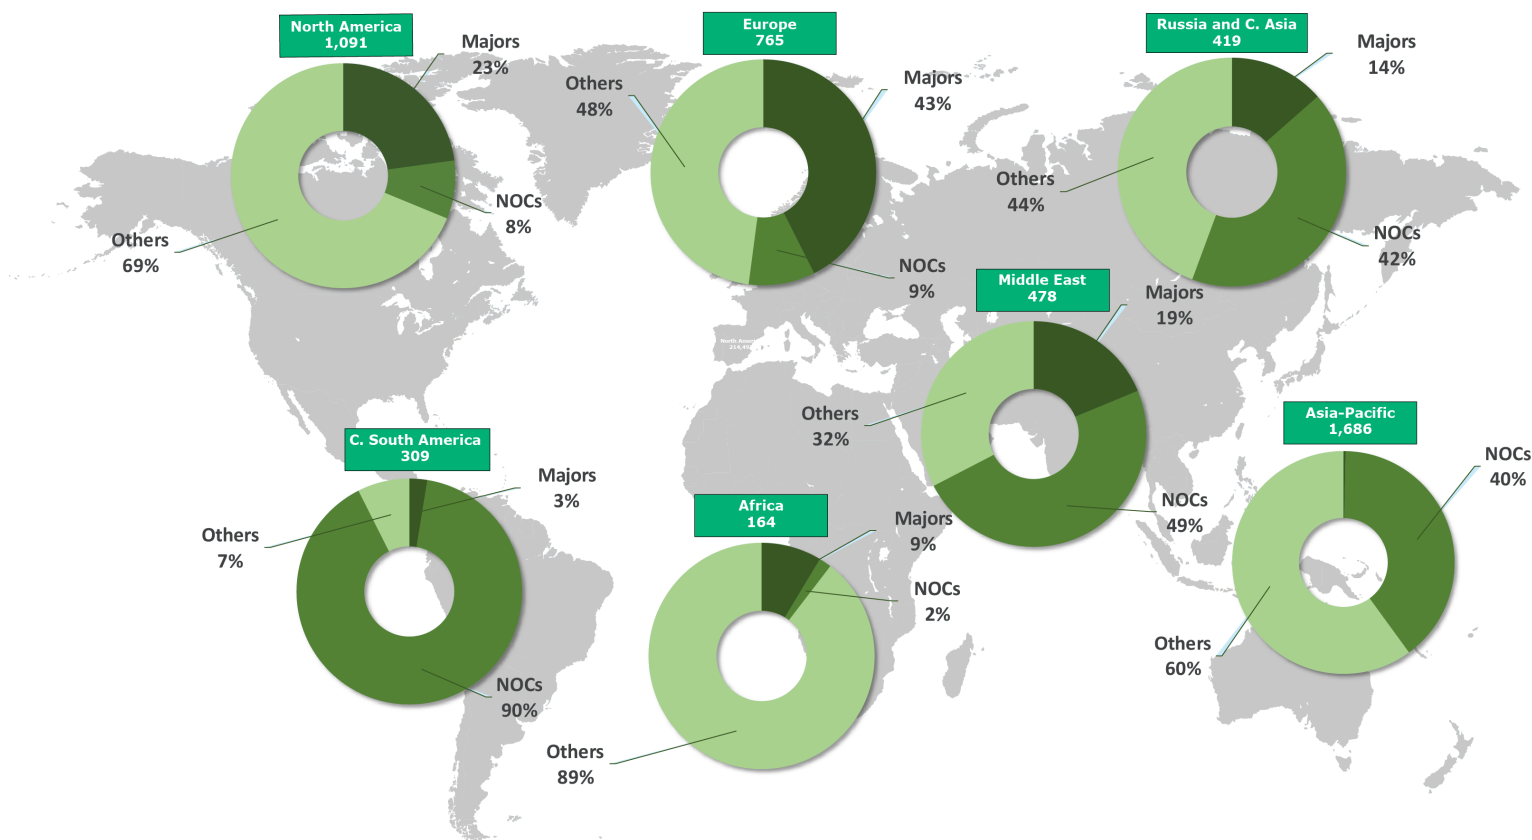 North America
1,091
Majors
23%
NOCs
8%
Others
69%
Europe
765
Others
48%
Majors
43%
NOCs
9%
Russia and C. Asia
419
Majors
14%
Others
44%
NOCs
42%
Middle East
478
Majors
19%
Others
32%
NOCs
49%
C. South America
309
Majors
3%
Others
7%
NOCs
90%
Africa
164
Majors
9%
NOCs
2%
Others
89%
Asia-Pacific
1,686
NOCs
40%
Others
60%